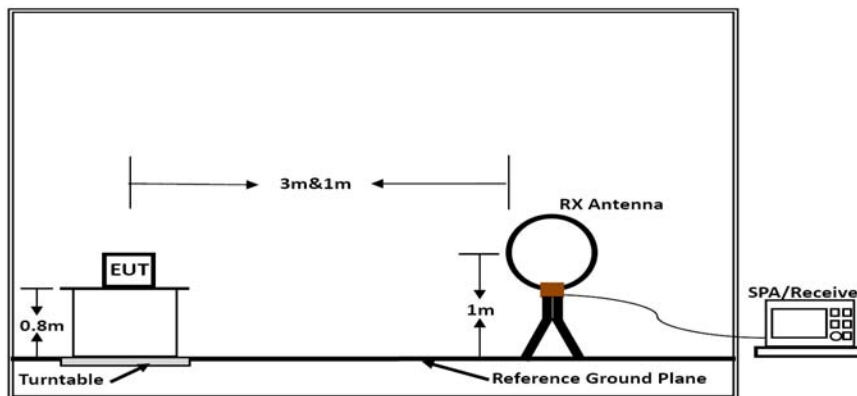 3m&1m
RX Antenna
EUT
SPA/Receive
0.8m
1m
Turntable
Reference Ground Plane